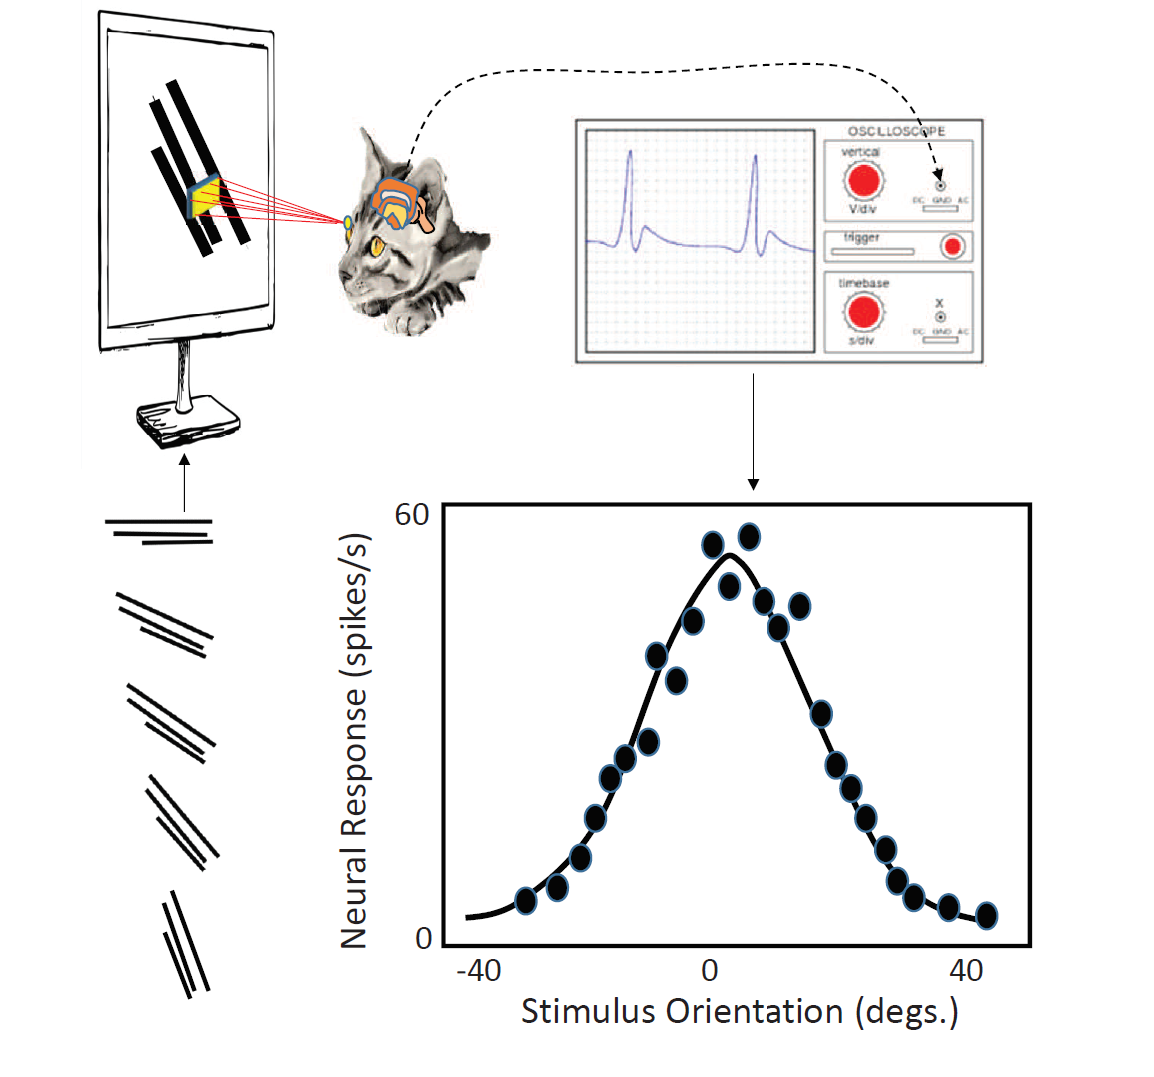 OSCILLOSCOPE
vertical
V/div
DC GND AC
trigger
timebase
X
s/div
DC GND AC
60
Neural Response (spikes/s)
0
-40 0 40
Stimulus Orientation (degs.)